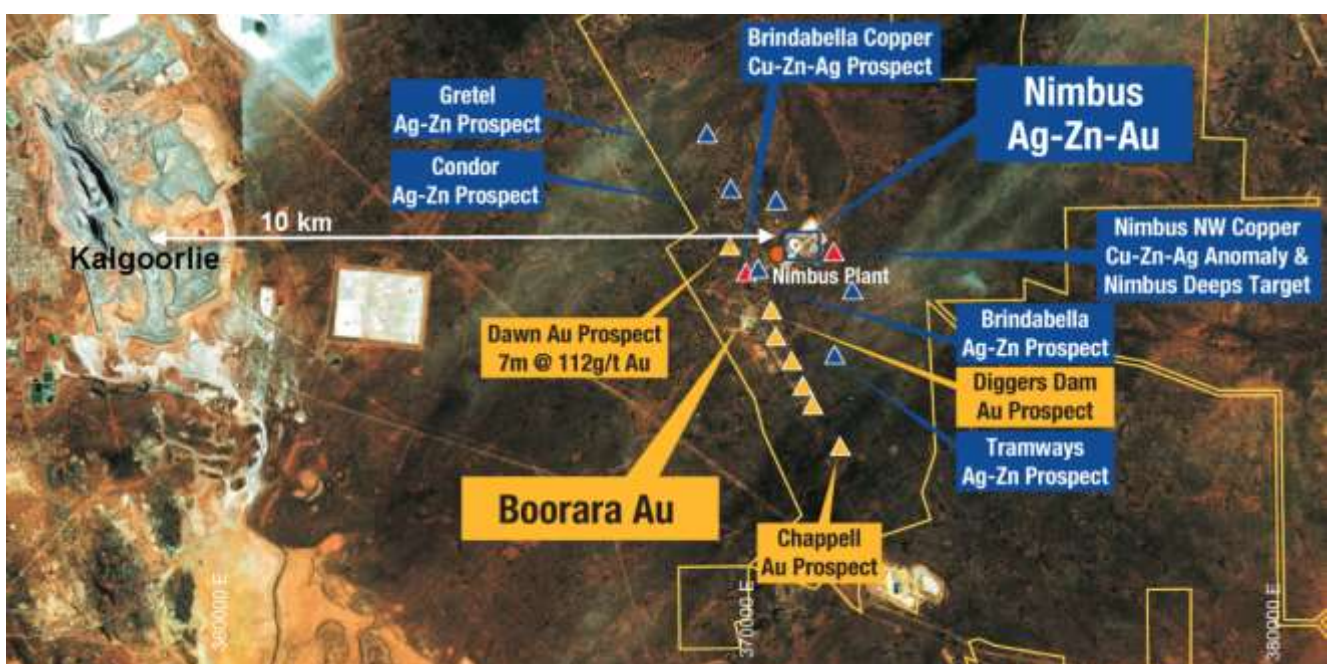 Brindabella Copper
Cu-Zn-Ag Prospect
Nimbus
Ag-Zn-Au
Gretel
Ag-Zn Prospect
Condor
Ag-Zn Prospect
10 km
Kalgoorlie
Nimbus Plant
Nimbus NW Copper
Cu-Zn-Ag Anomaly &
Nimbus Deeps Target
Dawn Au Prospect
7m @ 112g/t Au
Brindabella
Ag-Zn Prospect
Diggers Dam
Au Prospect
Tramways
Ag-Zn Prospect
Boorara Au
Chappell
Au Prospect
360000 E
370000 E
380000 E